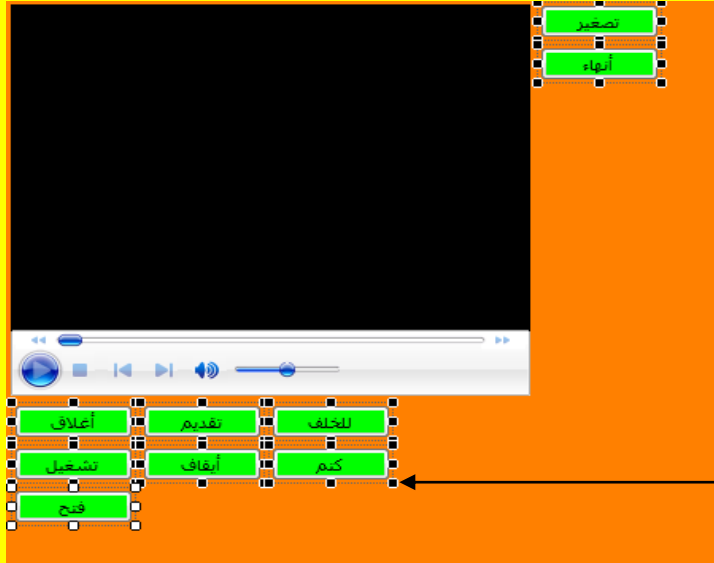 تصغير
أنهاء
للخلف تقديم أغلاق
كتم أيقاف تشغيل
فتح